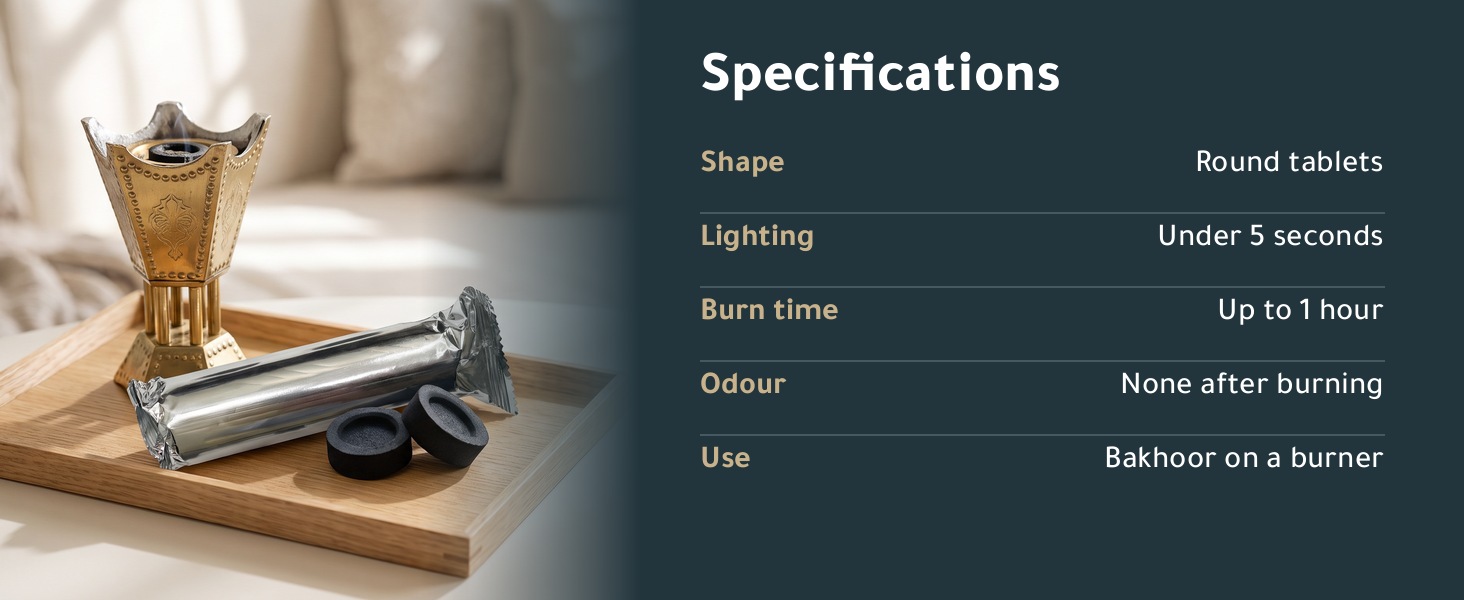 Specifications
Shape Round tablets
Lighting Under 5 seconds
Burn time Up to 1 hour
Odour None after burning
Use Bakhoor on a burner